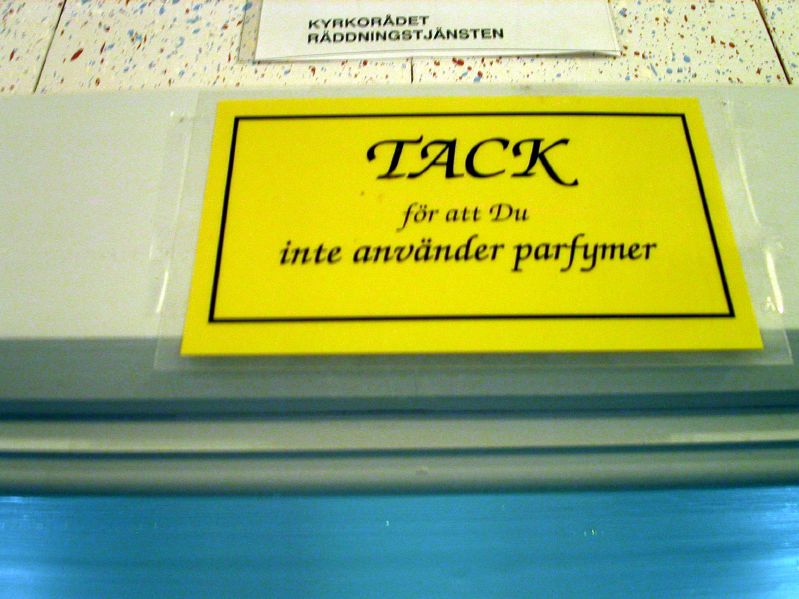 KYRKORÅDET
RÄDDNINGSTJÄNSTEN
TACK
för att Du
inte använder parfymer